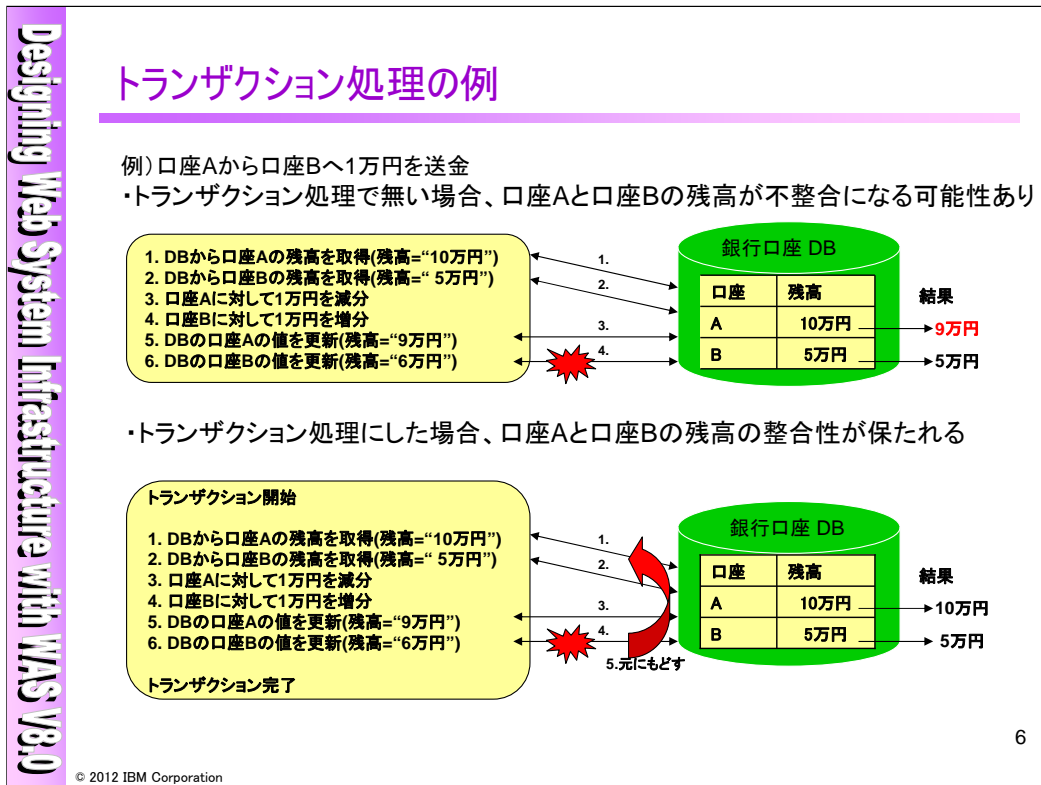 Designing Web System Infrastructure with WAS V8.0
トランザクション処理の例
例）口座Aから口座Bへ1万円を送金
・トランザクション処理で無い場合、口座Aと口座Bの残高が不整合になる可能性あり
1. DBから口座Aの残高を取得(残高=“10万円”)
2. DBから口座Bの残高を取得(残高=“ 5万円”)
3. 口座Aに対して1万円を減分
4. 口座Bに対して1万円を増分
5. DBの口座Aの値を更新(残高=“9万円”)
6. DBの口座Bの値を更新(残高=“6万円”)
1.
2.
3.
4.
銀行口座 DB
口座 残高
A 10万円
B 5万円
結果
9万円
5万円
・トランザクション処理にした場合、口座Aと口座Bの残高の整合性が保たれる
トランザクション開始
1. DBから口座Aの残高を取得(残高=“10万円”)
2. DBから口座Bの残高を取得(残高=“ 5万円”)
3. 口座Aに対して1万円を減分
4. 口座Bに対して1万円を増分
5. DBの口座Aの値を更新(残高=“9万円”)
6. DBの口座Bの値を更新(残高=“6万円”)
トランザクション完了
1.
2.
3.
4.
5.元にもどす
銀行口座 DB
口座 残高
A 10万円
B 5万円
結果
10万円
5万円
6
© 2012 IBM Corporation